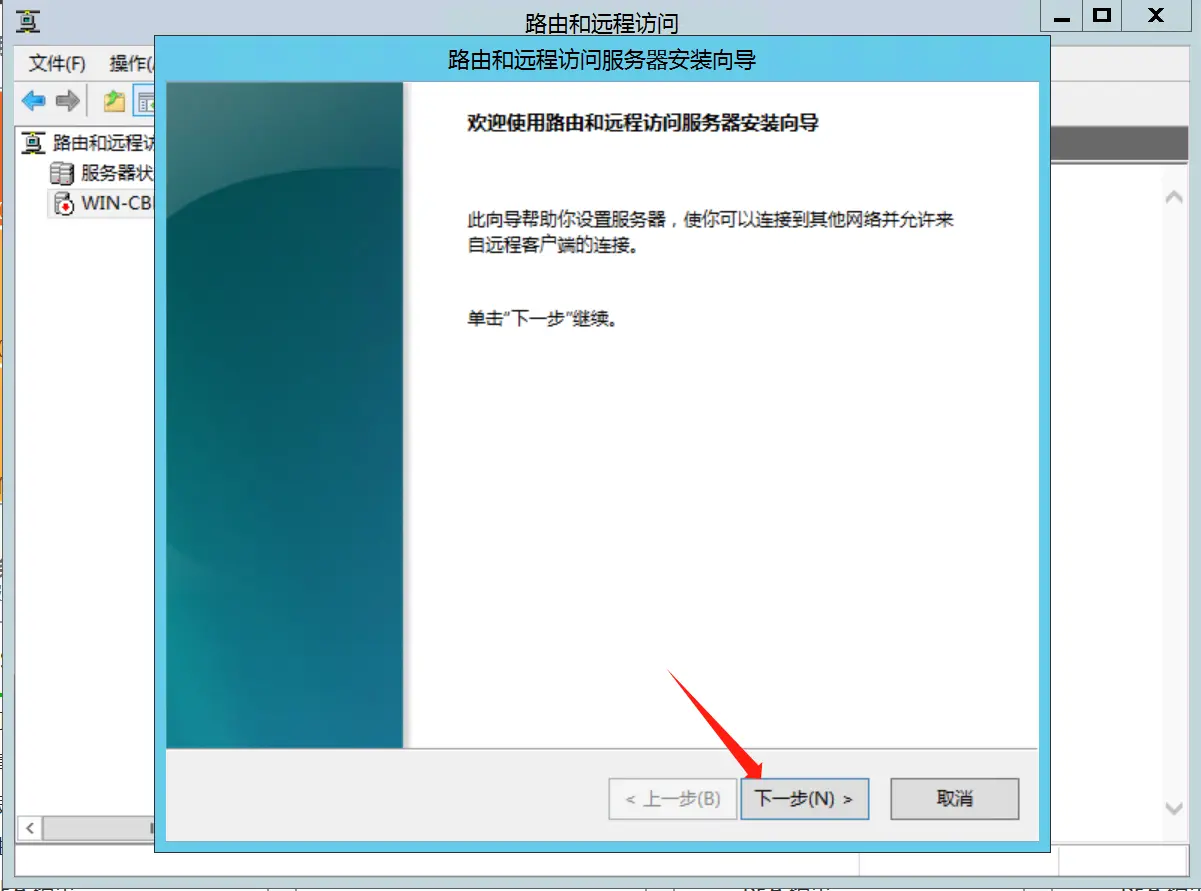 路由和远程访问
路由和远程访问服务器安装向导
文件(F) 操作(
路由和远程访
服务器状
WIN-CB
欢迎使用路由和远程访问服务器安装向导
此向导帮助你设置服务器，使你可以连接到其他网络并允许来
自远程客户端的连接。
单击"下一步"继续。
< 上一步(B)
下一步(N) >
取消